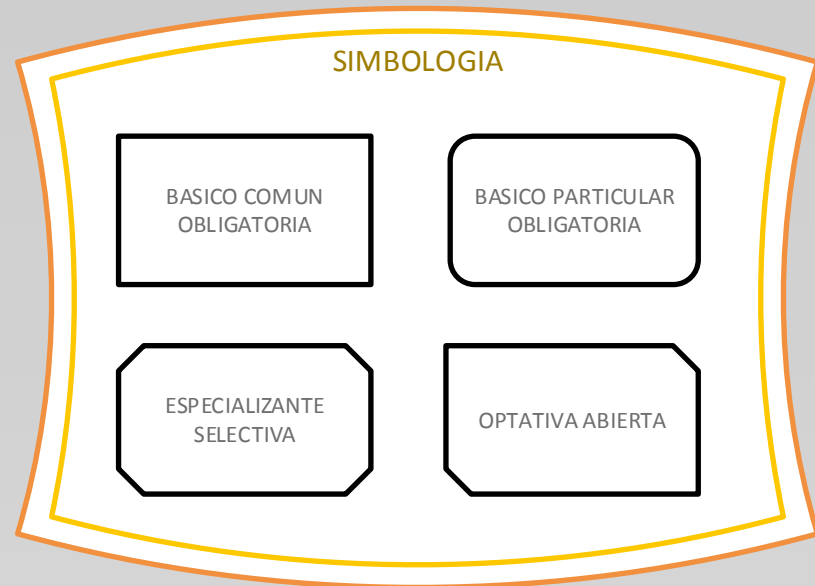 SIMBOLOGIA
BASICO COMUN
OBLIGATORIA
BASICO PARTICULAR
OBLIGATORIA
ESPECIALIZANTE
SELECTIVA
OPTATIVA ABIERTA